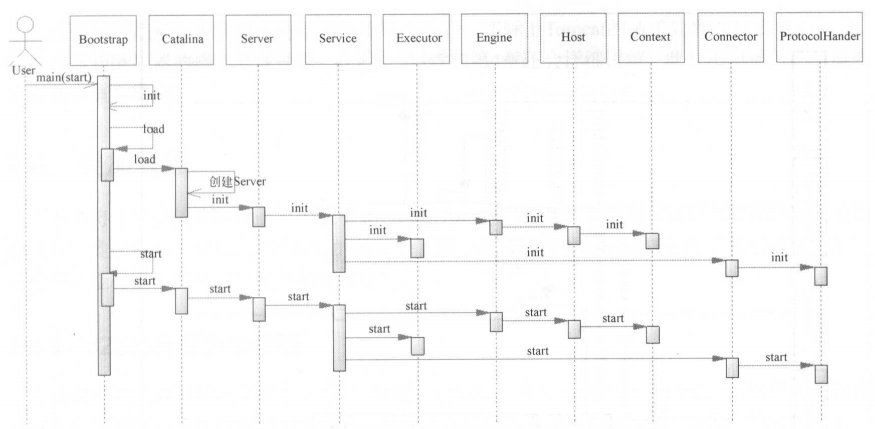 Bootstrap
Catalina
Server
Service
Executor
Engine
Host
Context
Connector
ProtocolHander
User
main(start)
init
load
load
创建Server
init
init
init
init
init
init
init
init
start
start
start
start
start
start
start
start
start
start